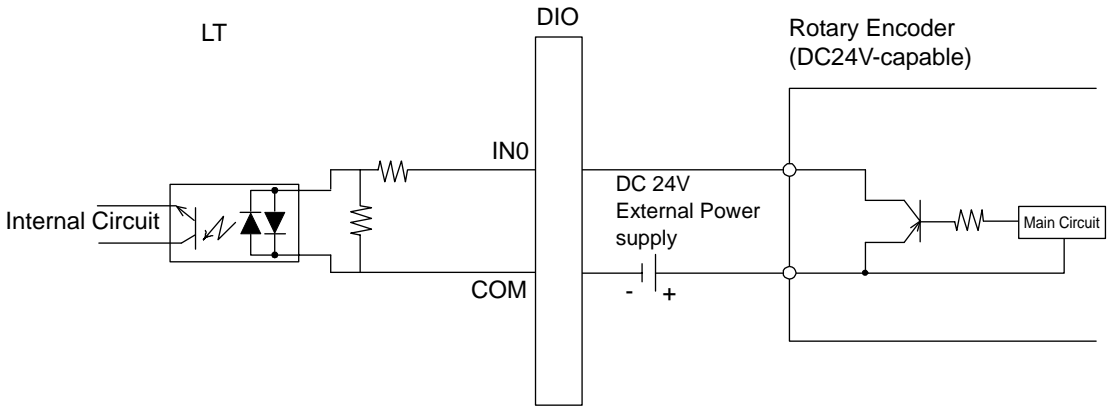 LT
DIO
Rotary Encoder
(DC24V-capable)
IN0
DC 24V
External Power
supply
Internal Circuit
Main Circuit
COM
- +